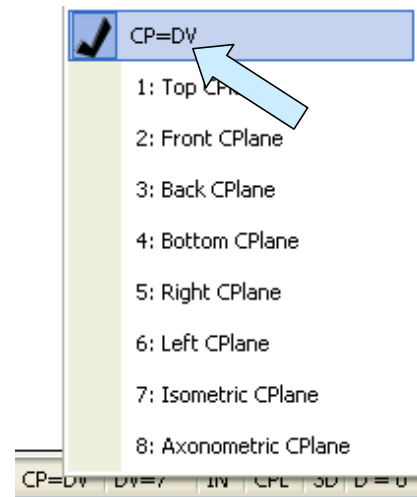 CP=DV
1: Top CPlane
2: Front CPlane
3: Back CPlane
4: Bottom CPlane
5: Right CPlane
6: Left CPlane
7: Isometric CPlane
8: Axonometric CPlane
CP=DV DV=7 IN CPL 3D D = 0